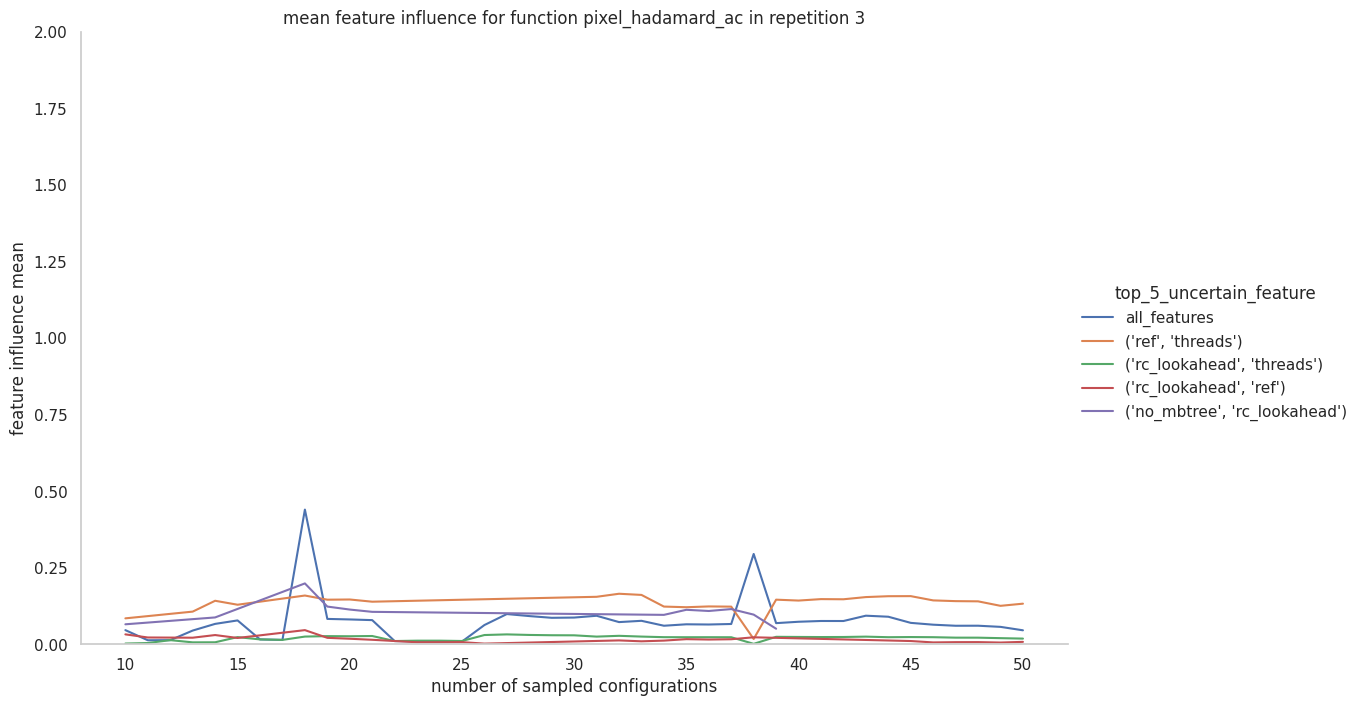 mean feature influence for function pixel_hadamard_ac in repetition 3
2.00
1.75
1.50
1.25
1.00
0.75
0.50
0.25
0.00
feature influence mean
10 15 20 25 30 35 40 45 50
number of sampled configurations
top_5_uncertain_feature
all_features
('ref', 'threads')
('rc_lookahead', 'threads')
('rc_lookahead', 'ref')
('no_mbtree', 'rc_lookahead')